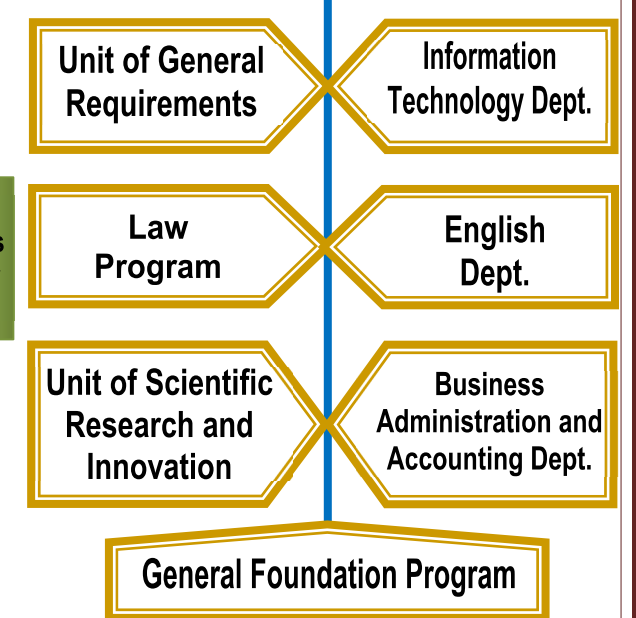 Unit of General
Requirements
Information
Technology Dept.
Law
Program
English
Dept.
Unit of Scientific
Research and
Innovation
Business
Administration and
Accounting Dept.
General Foundation Program